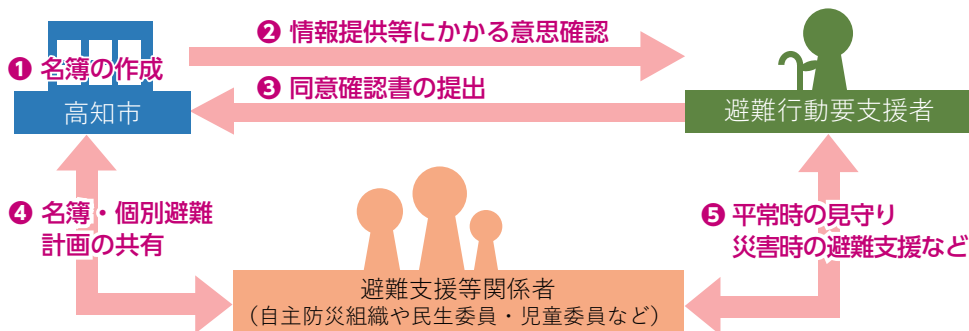 ❷ 情報提供等にかかる意思確認
❶ 名簿の作成
❸ 同意確認書の提出
高知市
避難行動要支援者
❹ 名簿・個別避難
計画の共有
❺ 平常時の見守り
災害時の避難支援など
避難支援等関係者
（自主防災組織や民生委員・児童委員など）